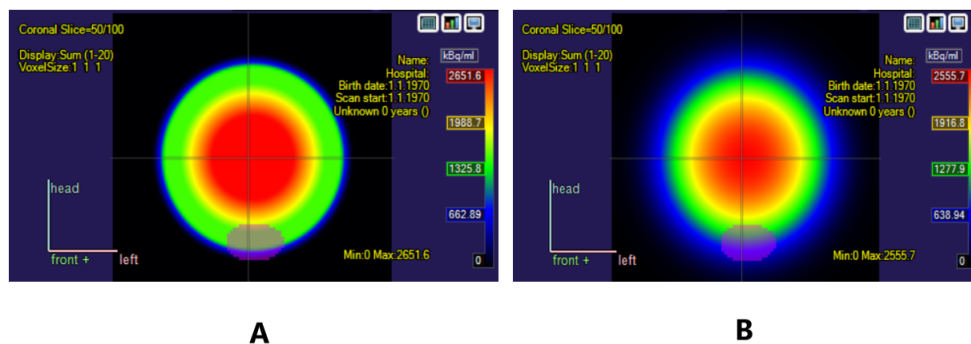 Coronal Slice=50/100
Display:Sum (1-20)
VoxelSize:1 1 1
Name:
Hospital:
Birth date:1 1:1970
Scan start:1 1:1970
Unknown 0 years ()
kBq/ml
2651.6
1988.7
1325.8
662.89
0
head
front +
left
Min:0 Max:2651.6
A
Coronal Slice=50/100
Display:Sum (1-20)
VoxelSize:1 1 1
Name:
Hospital:
Birth date:1 1:1970
Scan start:1 1:1970
Unknown 0 years ()
kBq/ml
2555.7
1916.8
1277.9
638.94
0
head
front +
left
Min:0 Max:2555.7
B